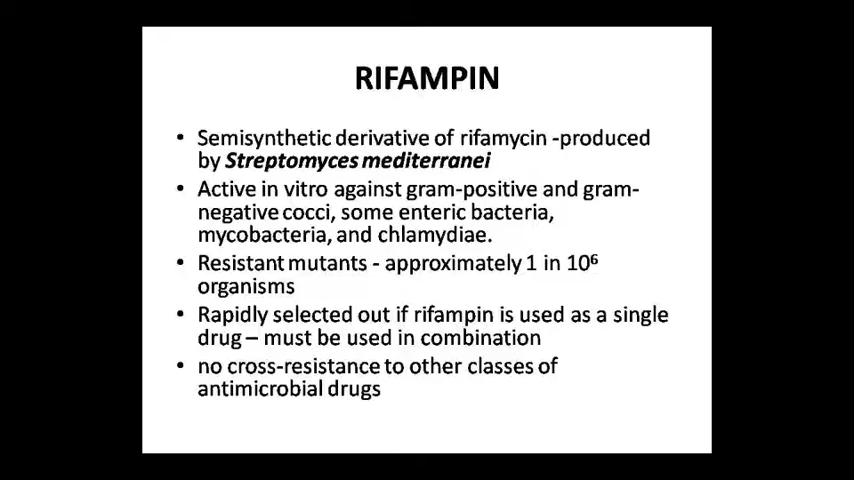 RIFAMPIN
• Semisynthetic derivative of rifamycin -produced
by Streptomyces mediterranei
• Active in vitro against gram-positive and gram-
negative cocci, some enteric bacteria,
mycobacteria, and chlamydiae.
• Resistant mutants - approximately 1 in 10⁶
organisms
• Rapidly selected out if rifampin is used as a single
drug – must be used in combination
• no cross-resistance to other classes of
antimicrobial drugs